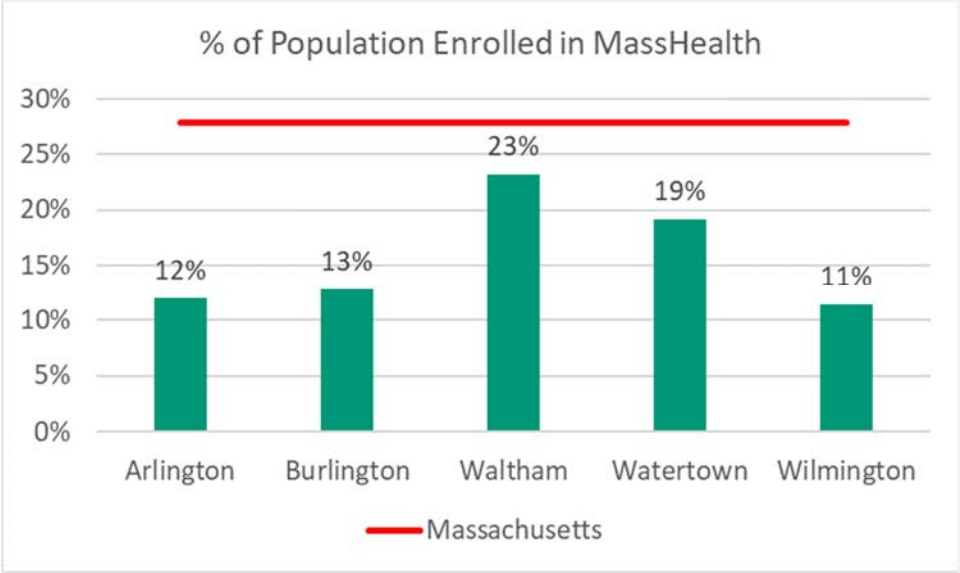 % of Population Enrolled in MassHealth
30%
25%
20%
15%
10%
5%
0%
12%
13%
23%
19%
11%
Arlington
Burlington
Waltham
Watertown
Wilmington
Massachusetts